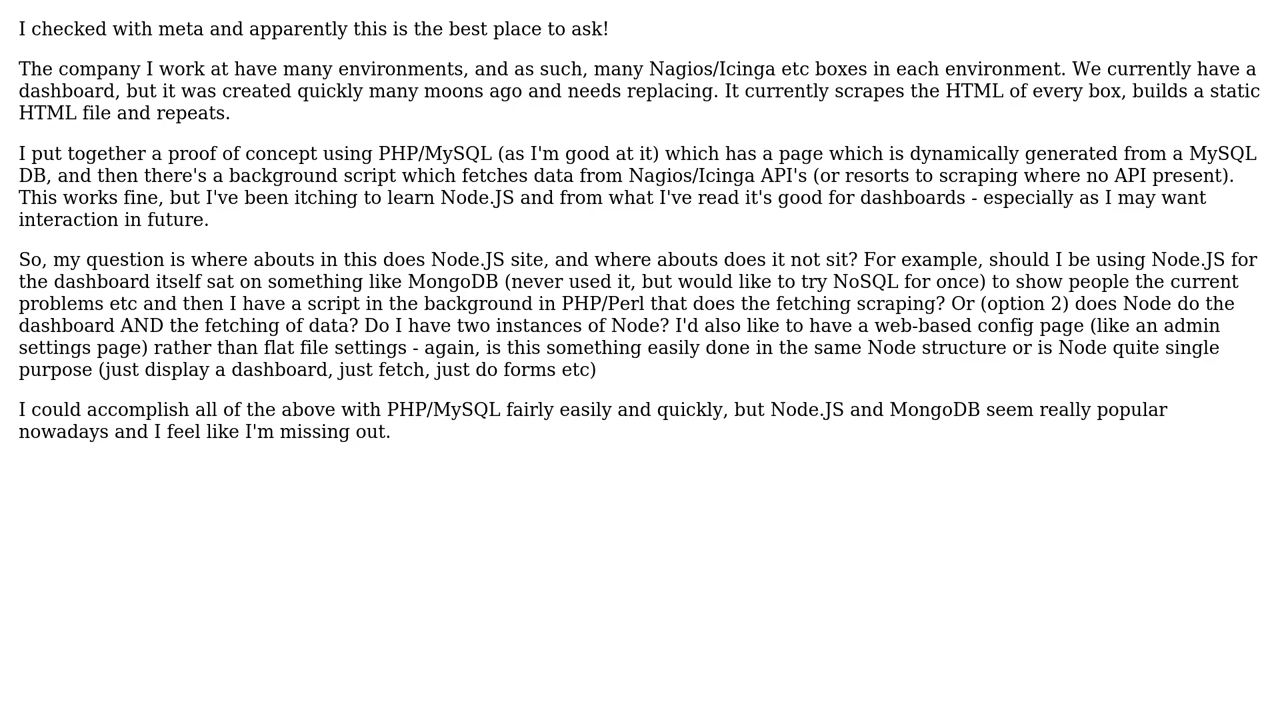 I checked with meta and apparently this is the best place to ask!
The company I work at have many environments, and as such, many Nagios/Icinga etc boxes in each environment. We currently have a
dashboard, but it was created quickly many moons ago and needs replacing. It currently scrapes the HTML of every box, builds a static
HTML file and repeats.
I put together a proof of concept using PHP/MySQL (as I'm good at it) which has a page which is dynamically generated from a MySQL
DB, and then there's a background script which fetches data from Nagios/Icinga API's (or resorts to scraping where no API present).
This works fine, but I've been itching to learn Node.JS and from what I've read it's good for dashboards - especially as I may want
interaction in future.
So, my question is where abouts in this does Node.JS site, and where abouts does it not sit? For example, should I be using Node.JS for
the dashboard itself sat on something like MongoDB (never used it, but would like to try NoSQL for once) to show people the current
problems etc and then I have a script in the background in PHP/Perl that does the fetching scraping? Or (option 2) does Node do the
dashboard AND the fetching of data? Do I have two instances of Node? I'd also like to have a web-based config page (like an admin
settings page) rather than flat file settings - again, is this something easily done in the same Node structure or is Node quite single
purpose (just display a dashboard, just fetch, just do forms etc)
I could accomplish all of the above with PHP/MySQL fairly easily and quickly, but Node.JS and MongoDB seem really popular
nowadays and I feel like I'm missing out.